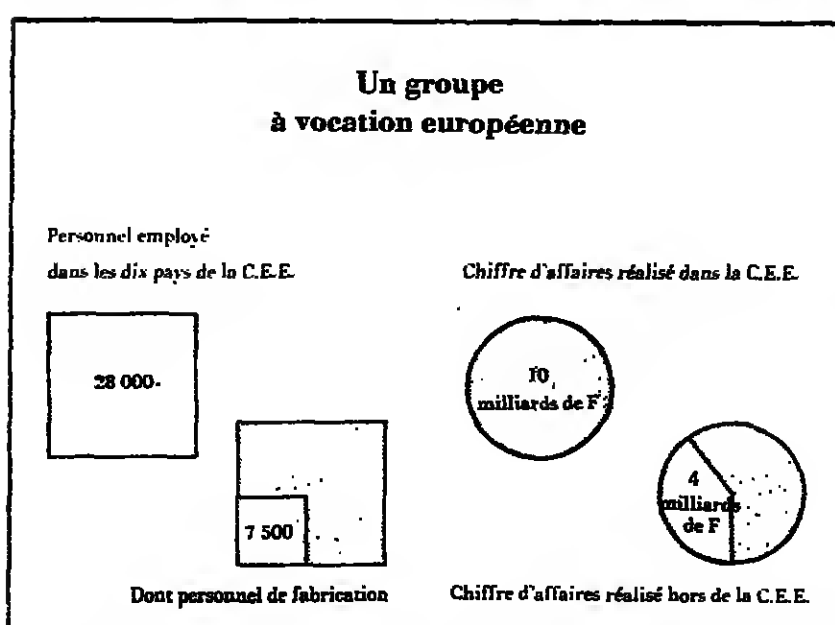 Un groupe
à vocation européenne
Personnel employé
dans les dix pays de la C.E.E.
28 000
7 500
Dont personnel de fabrication
Chiffre d'affaires réalisé dans la C.E.E.
10
milliards de F
4
milliards
de F
Chiffre d'affaires réalisé hors de la C.E.E.